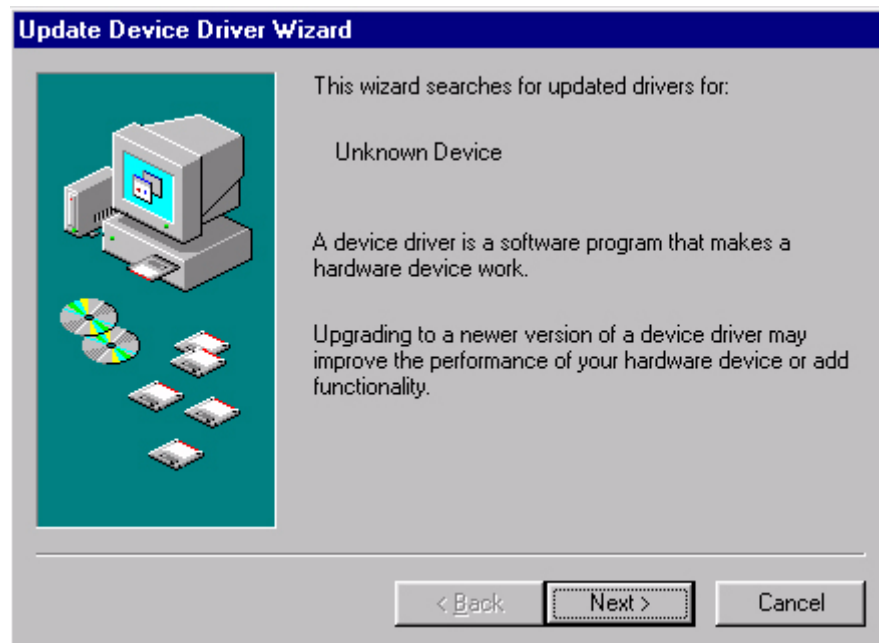 Update Device Driver Wizard
This wizard searches for updated drivers for:
Unknown Device
A device driver is a software program that makes a
hardware device work.
Upgrading to a newer version of a device driver may
improve the performance of your hardware device or add
functionality.
< Back
Next >
Cancel